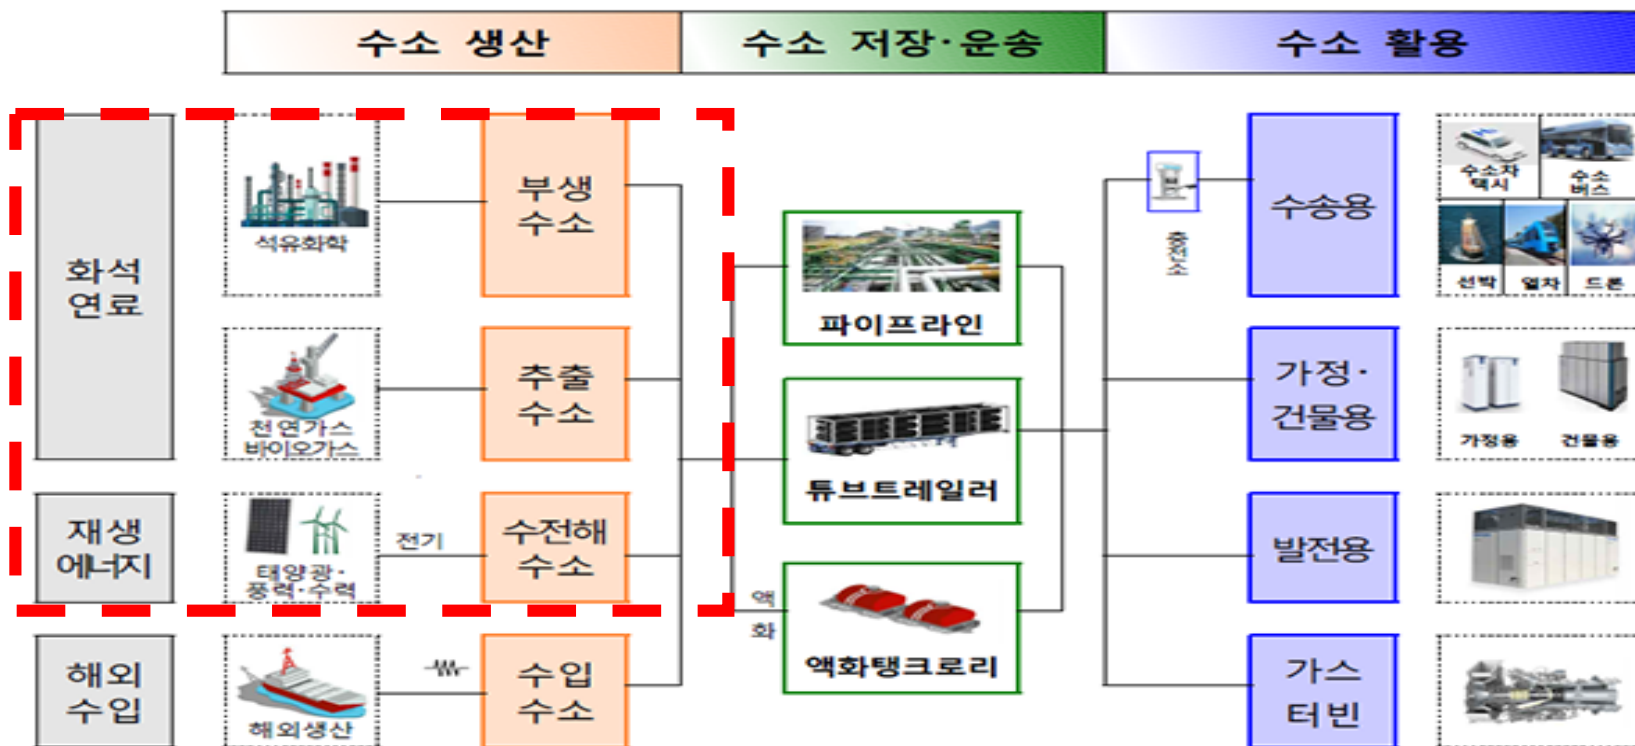 수소 생산
수소 저장·운송
수소 활용
화석
연료
석유화학
부생
수소
천연가스
바이오가스
추출
수소
재생
에너지
태양광·
풍력·수력
전기
수전해
수소
해외
수입
해외생산
수입
수소
파이프라인
튜브트레일러
액
화
액화탱크로리
충전소
수송용
수소차
택시
수소
버스
선박
열차
드론
가정·
건물용
가정용
건물용
발전용
가스
터빈